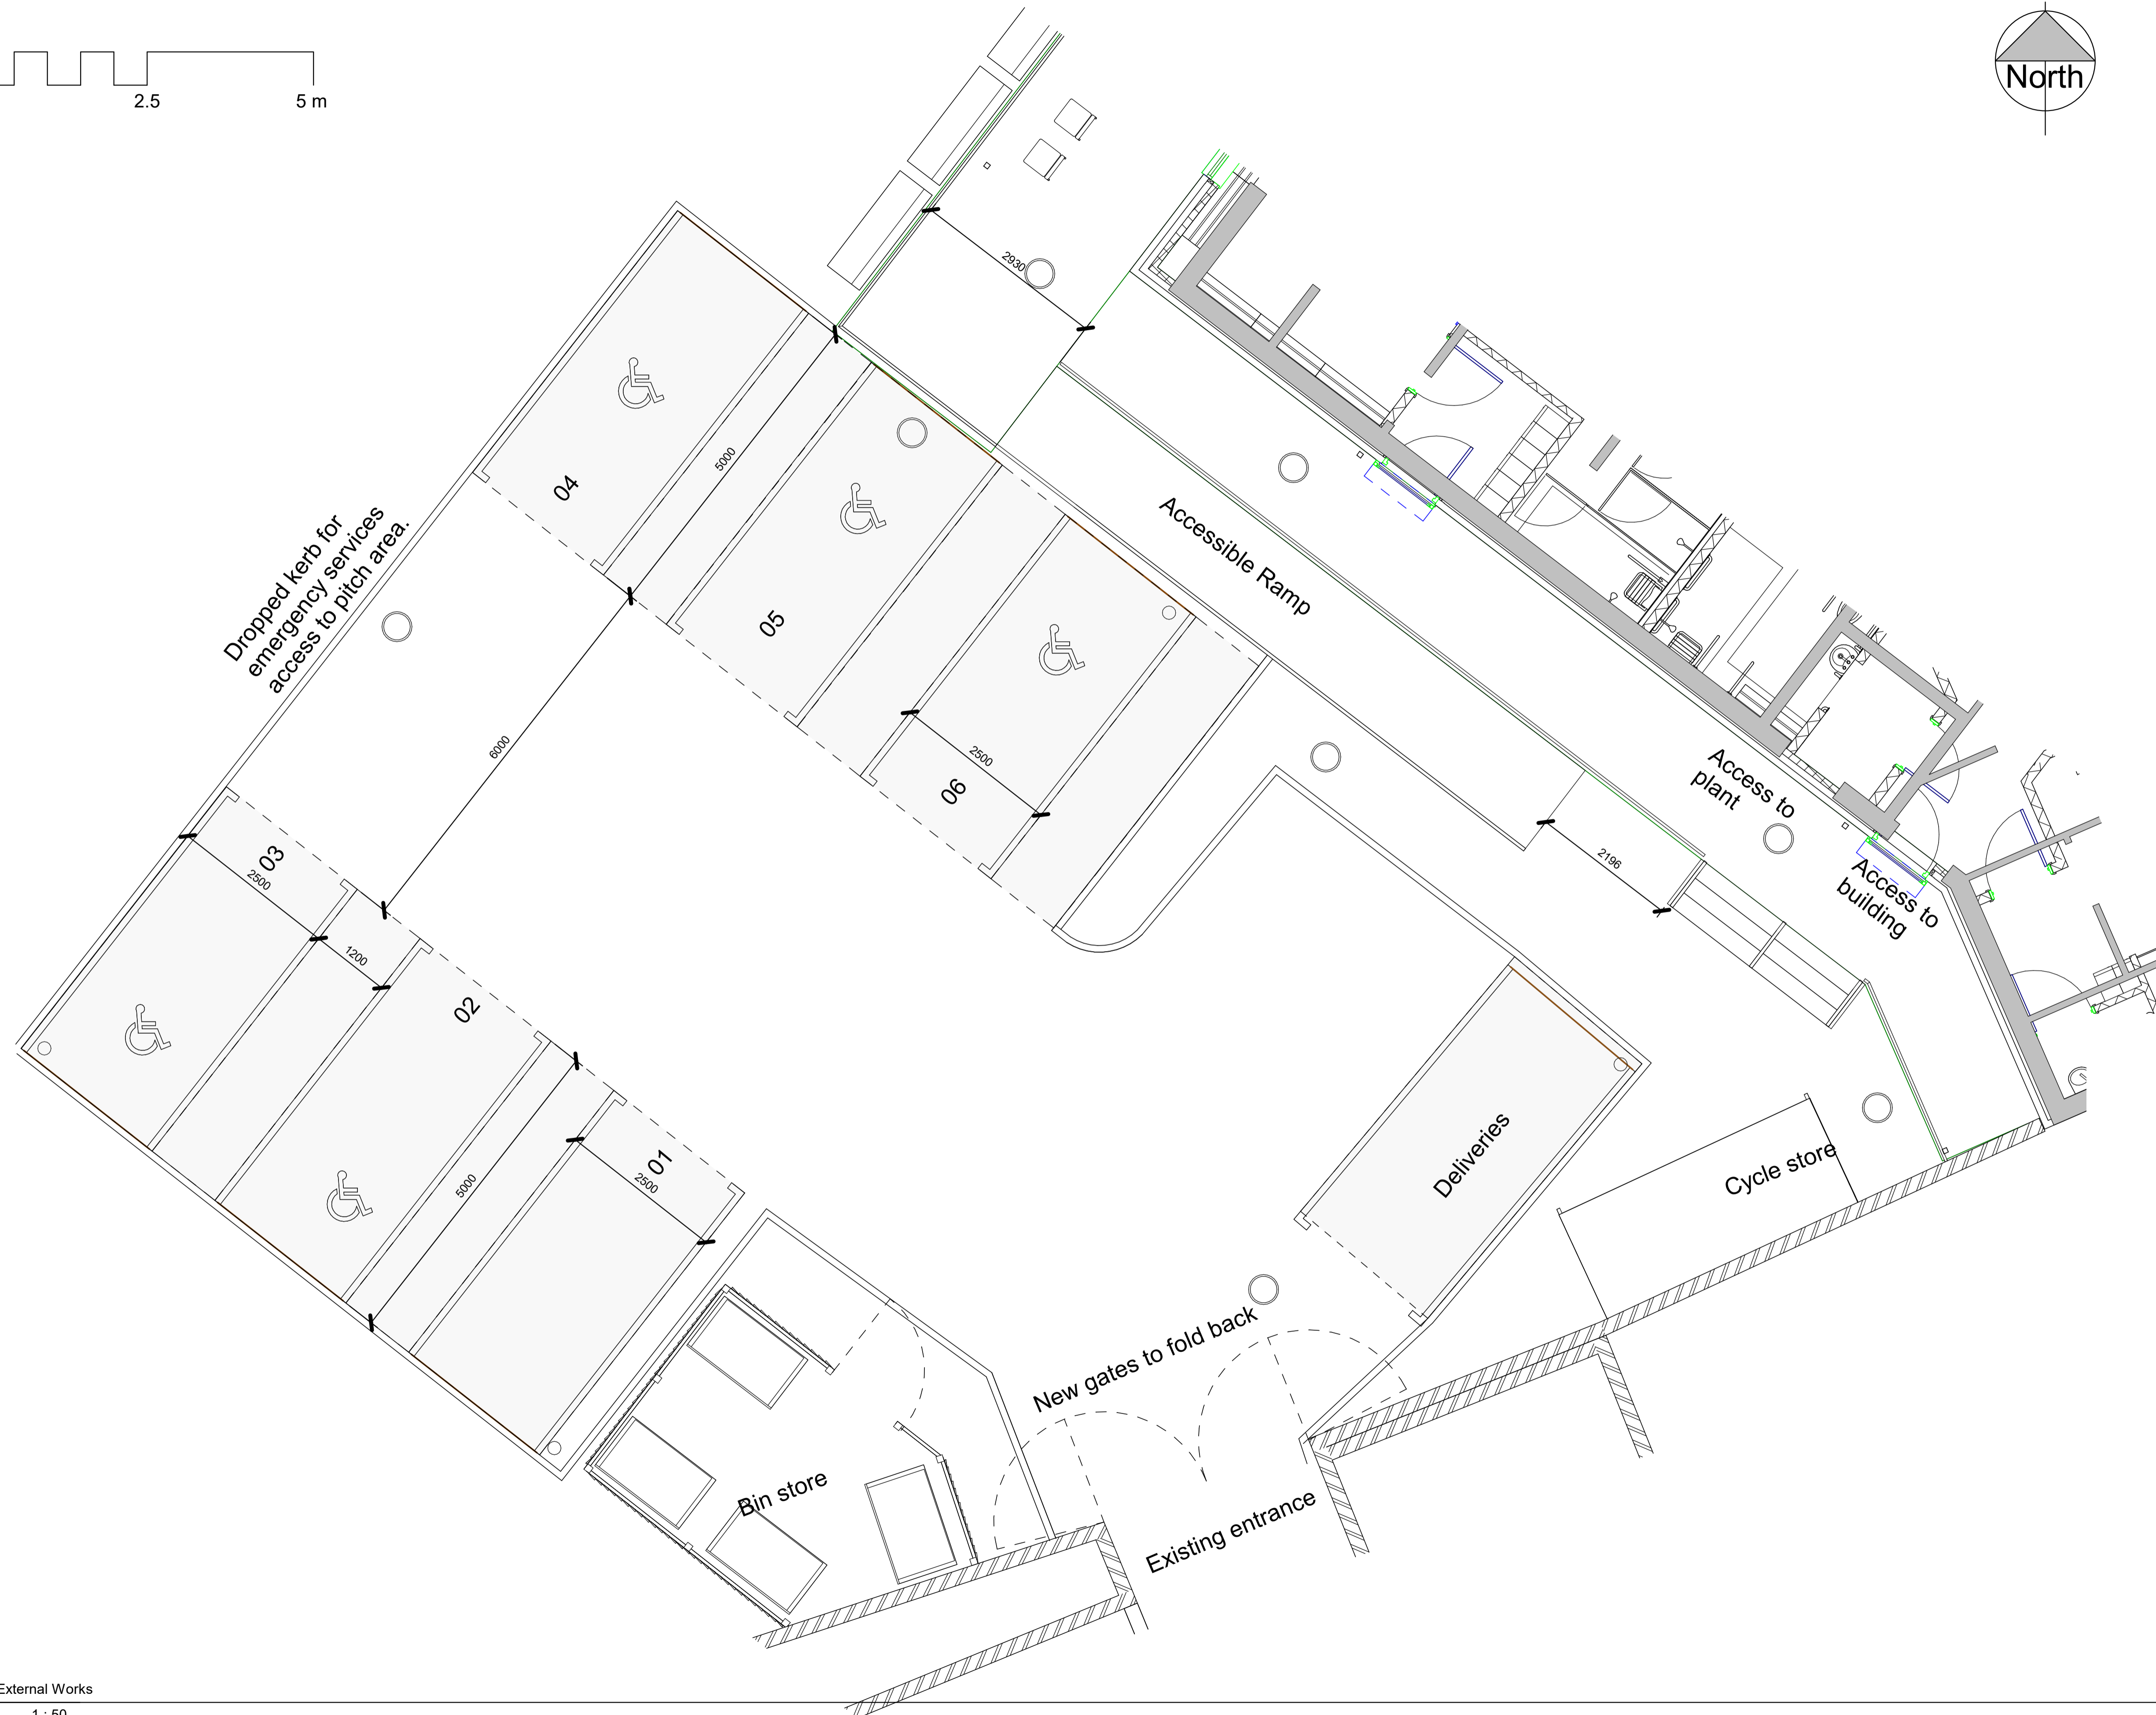 2.5
5 m
North
2930
Dropped kerb for
emergency services
access to pitch area.
04
5000
05
Accessible Ramp
6000
2500
06
Access to
plant
2196
Access to
building
03
2500
1200
02
01
2500
5000
Deliveries
Cycle store
New gates to fold back
Bin store
Existing entrance
External Works
1 : 50